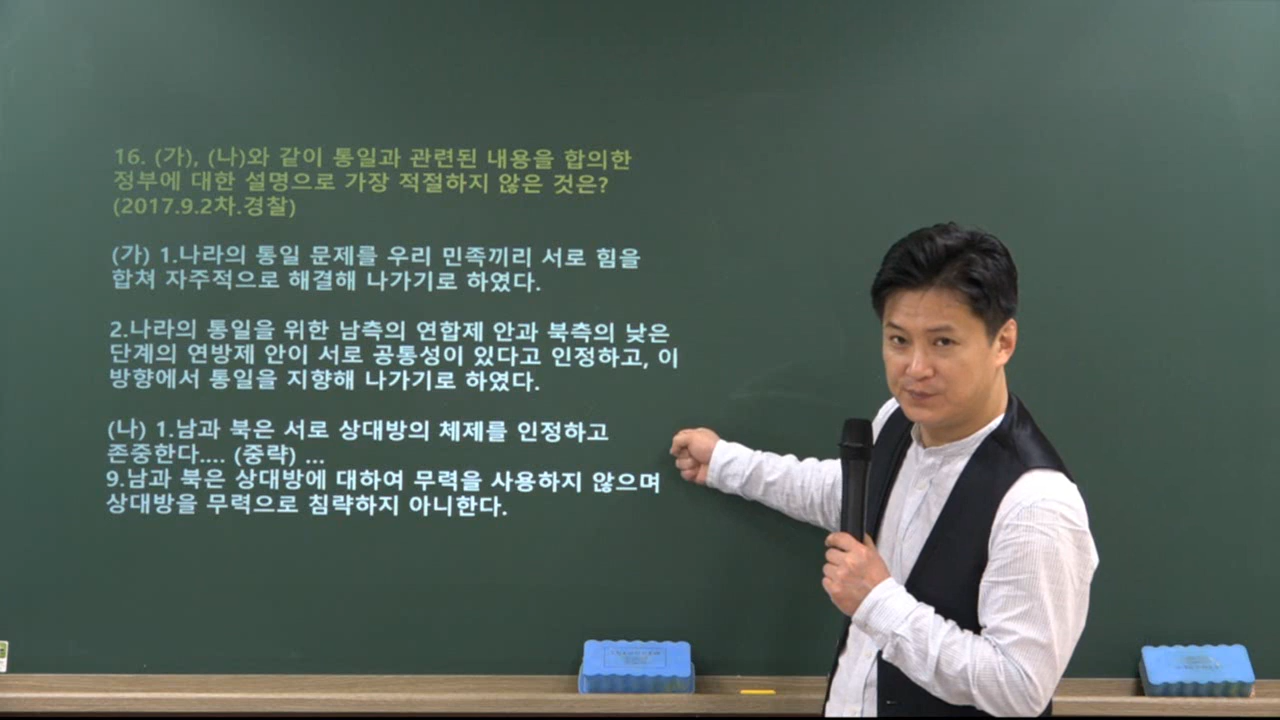 16. (가), (나)와 같이 통일과 관련된 내용을 합의한
정부에 대한 설명으로 가장 적절하지 않은 것은?
(2017.9.2차.경찰)
(가) 1.나라의 통일 문제를 우리 민족끼리 서로 힘을
합쳐 자주적으로 해결해 나가기로 하였다.
2.나라의 통일을 위한 남측의 연합제 안과 북측의 낮은
단계의 연방제 안이 서로 공통성이 있다고 인정하고, 이
방향에서 통일을 지향해 나가기로 하였다.
(나) 1.남과 북은 서로 상대방의 체제를 인정하고
존중한다.... (중략) ...
9.남과 북은 상대방에 대하여 무력을 사용하지 않으며
상대방을 무력으로 침략하지 아니한다.